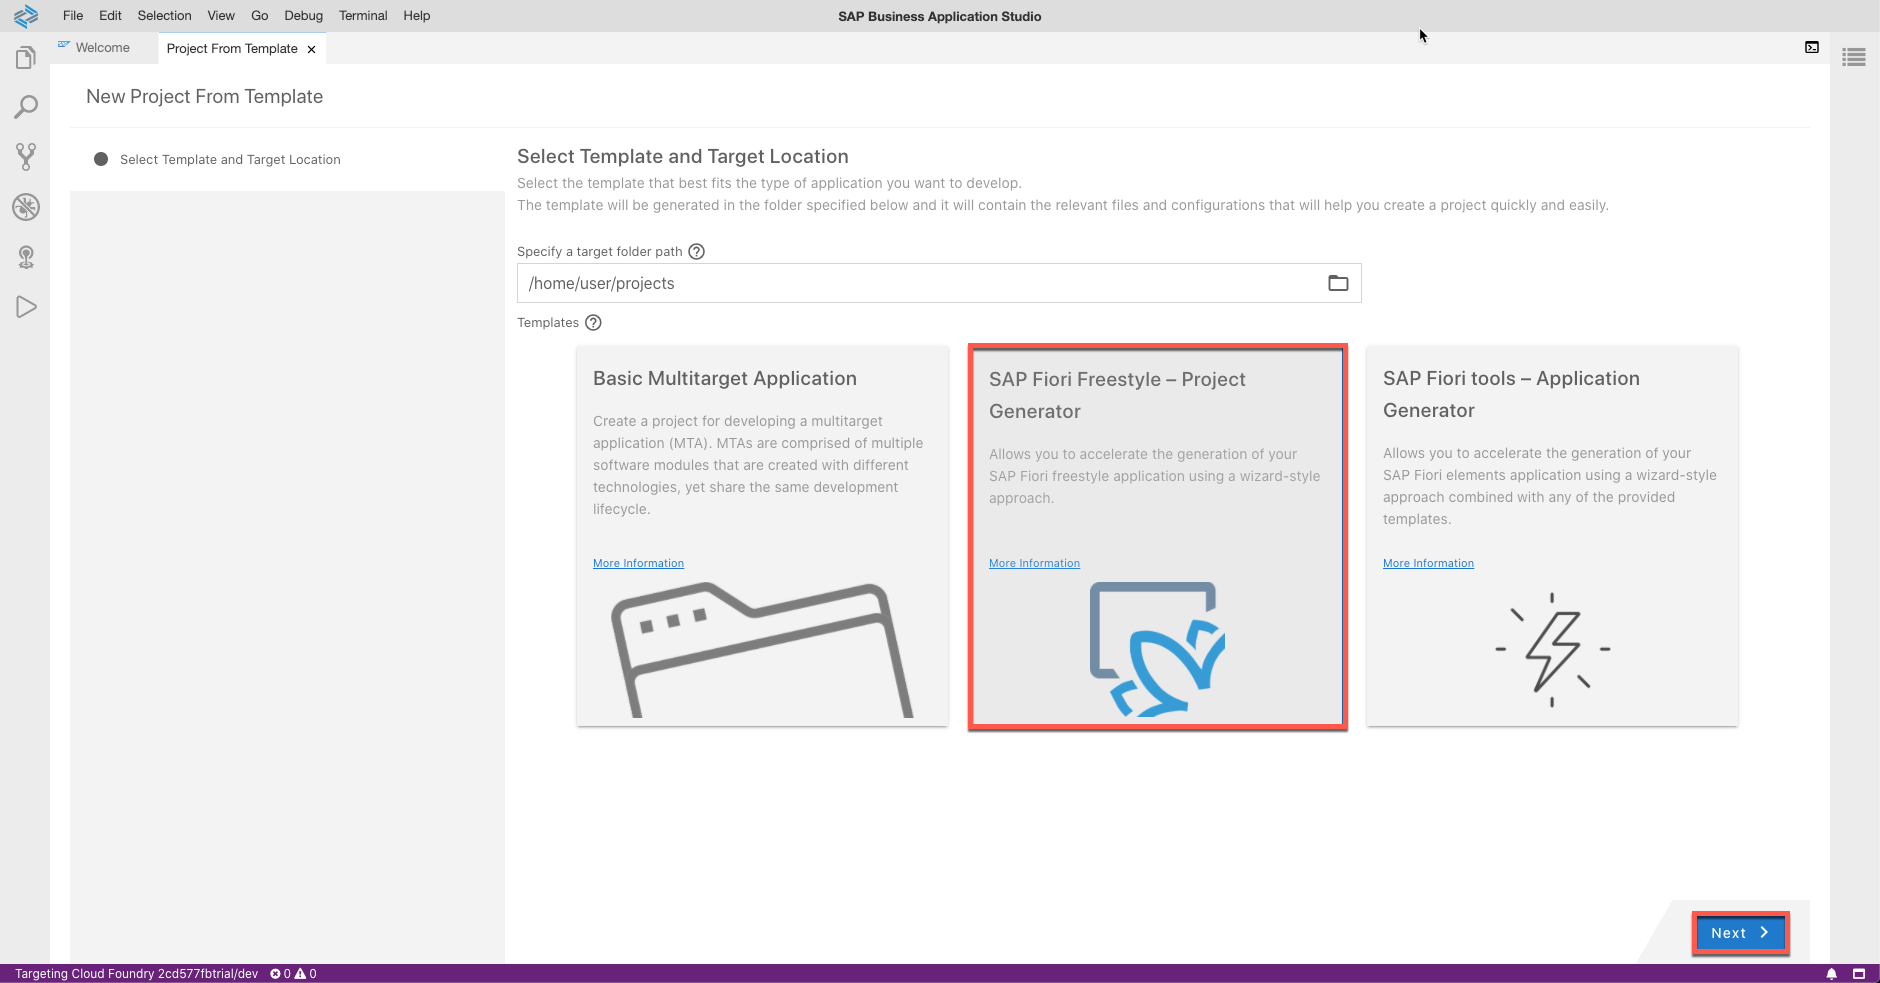 File Edit Selection View Go Debug Terminal Help
SAP Business Application Studio
Welcome
Project From Template
New Project From Template
Select Template and Target Location
Select Template and Target Location
Select the template that best fits the type of application you want to develop.
The template will be generated in the folder specified below and it will contain the relevant files and configurations that will help you create a project quickly and easily.
Specify a target folder path
/home/user/projects
Templates
Basic Multitarget Application
Create a project for developing a multitarget
application (MTA). MTAs are comprised of multiple
software modules that are created with different
technologies, yet share the same development
lifecycle.
More Information
SAP Fiori Freestyle – Project
Generator
Allows you to accelerate the generation of your
SAP Fiori freestyle application using a wizard-style
approach.
More Information
SAP Fiori tools – Application
Generator
Allows you to accelerate the generation of your
SAP Fiori elements application using a wizard-style
approach combined with any of the provided
templates.
More Information
Next
Targeting Cloud Foundry 2cd577fbtrial/dev 0 0